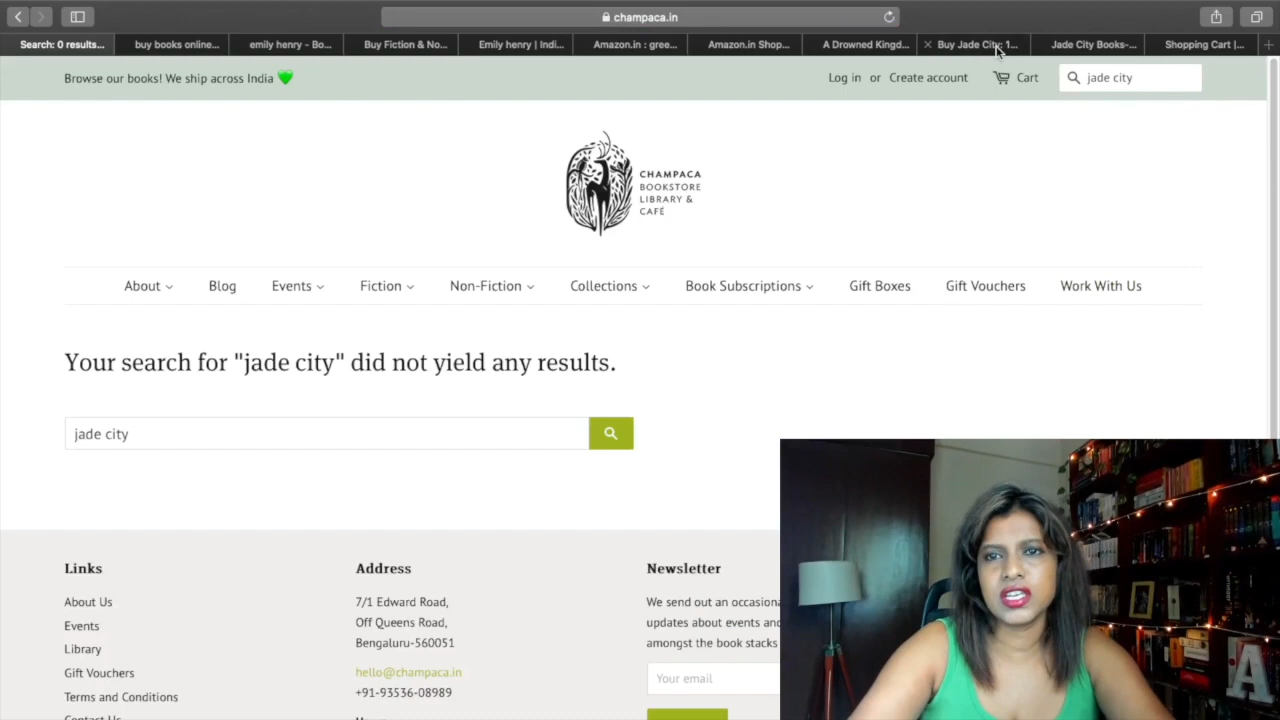 champaca.in
Search: 0 results...
buy books online...
emily henry - Bo...
Buy Fiction & No...
Emily henry | Indi...
Amazon.in : gree...
Amazon.in Shop...
A Drowned Kingd...
Buy Jade City: 1...
Jade City Books-...
Shopping Cart |...
Browse our books! We ship across India 💚
Log in or Create account
Cart
jade city
CHAMPACA
BOOKSTORE
LIBRARY &
CAFÉ
About
Blog
Events
Fiction
Non-Fiction
Collections
Book Subscriptions
Gift Boxes
Gift Vouchers
Work With Us
Your search for "jade city" did not yield any results.
jade city
Links
About Us
Events
Library
Gift Vouchers
Terms and Conditions
Contact Us
Address
7/1 Edward Road,
Off Queens Road,
Bengaluru-560051
hello@champaca.in
+91-93536-08989
Newsletter
We send out an occasiona
updates about events and
amongst the book stacks
Your email
A